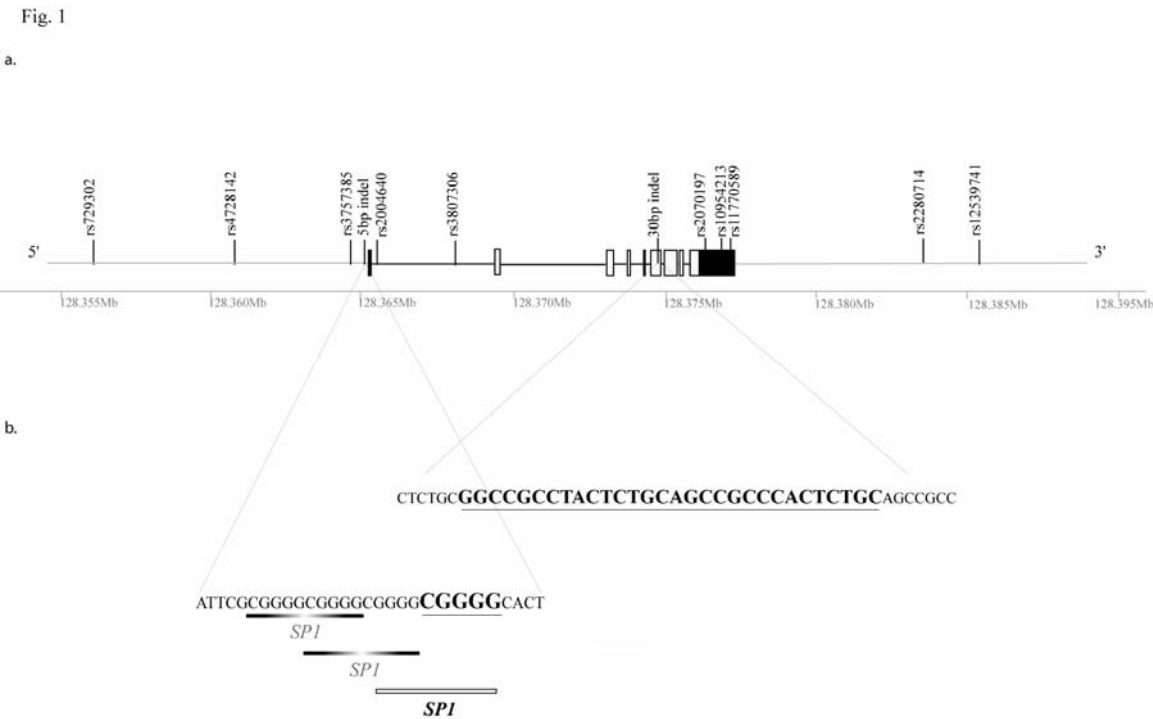 Fig. 1
a.
rs729302
rs4728142
rs3757385
5bp indel
rs2004640
rs3807306
30bp indel
rs2070197
rs10954213
rs11770589
rs2280714
rs12539741
5' 3'
128.355Mb 128.360Mb 128.365Mb 128.370Mb 128.375Mb 128.380Mb 128.385Mb 128.395Mb
b.
CTCTGCGGCCGCCTACTCTGCAGCCGCCCACTCTGCAGCCGCC
ATTCGCGGGGCGGGGCGGGGCGGGGCACT
SP1
SP1
SP1